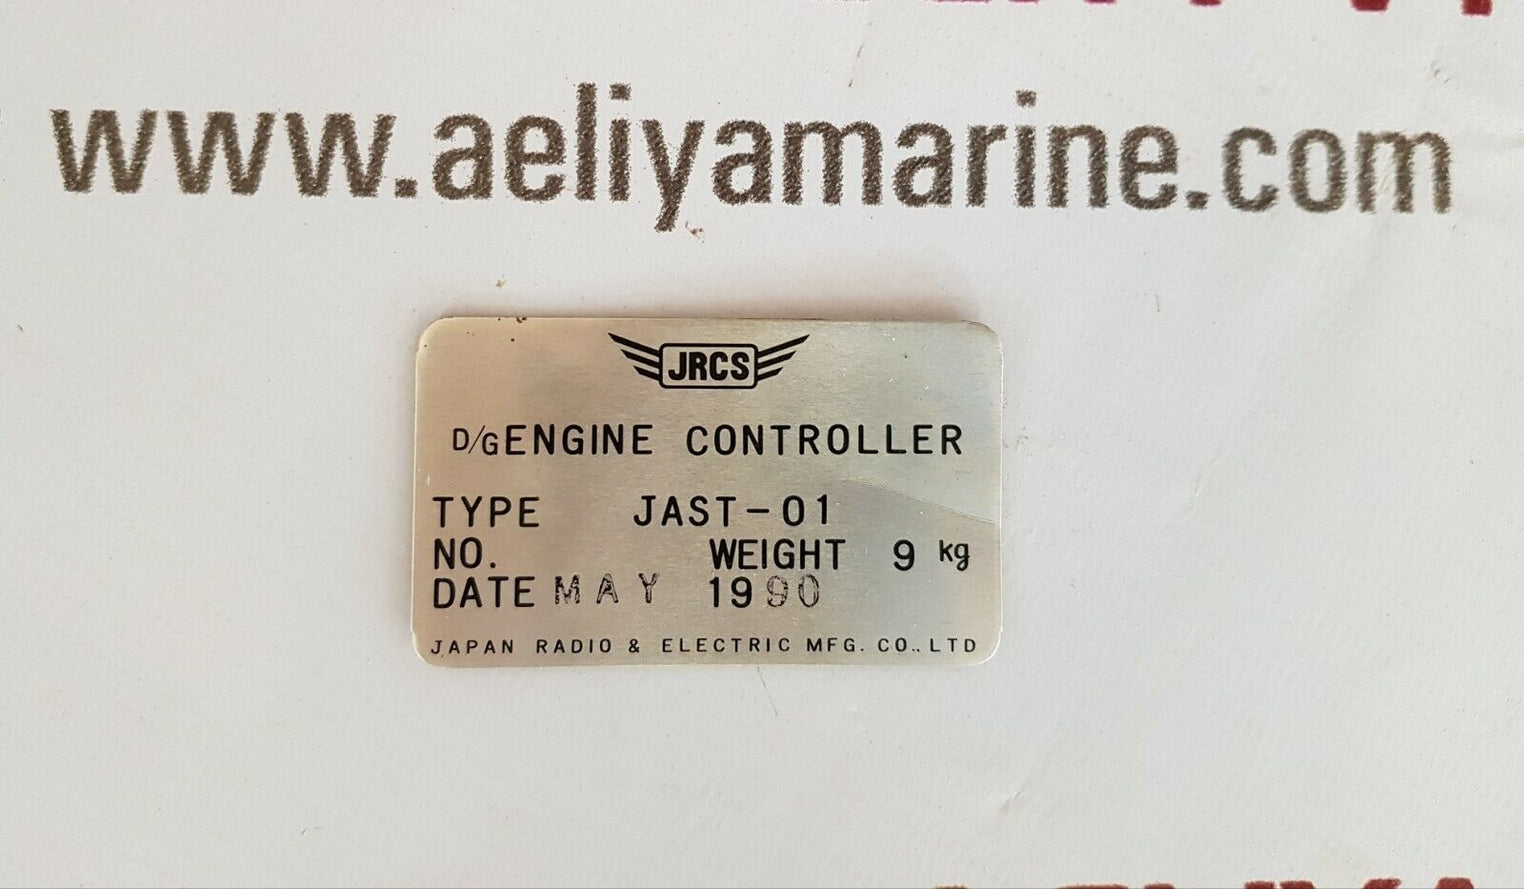 www.aeliyamarine.com
JRCS
D/GENGINE CONTROLLER
TYPE JAST-01
NO. WEIGHT 9 kg
DATE MAY 1990
JAPAN RADIO & ELECTRIC MFG. CO., LTD